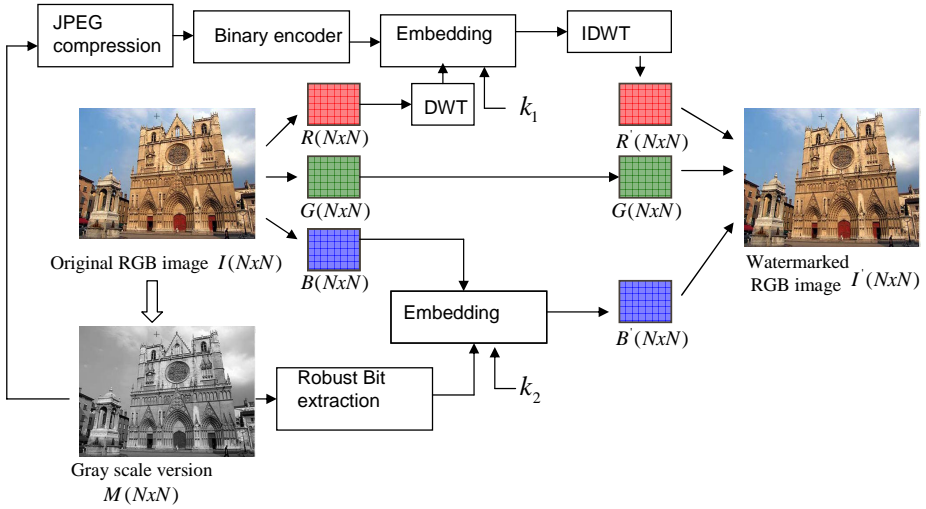 JPEG
compression
Binary encoder
Embedding
IDWT
DWT
k₁
R(NxN)
R'(NxN)
G(NxN)
G(NxN)
Original RGB image I(NxN)
B(NxN)
Watermarked
RGB image I'(NxN)
Embedding
B'(NxN)
Robust Bit
extraction
k₂
Gray scale version
M(NxN)